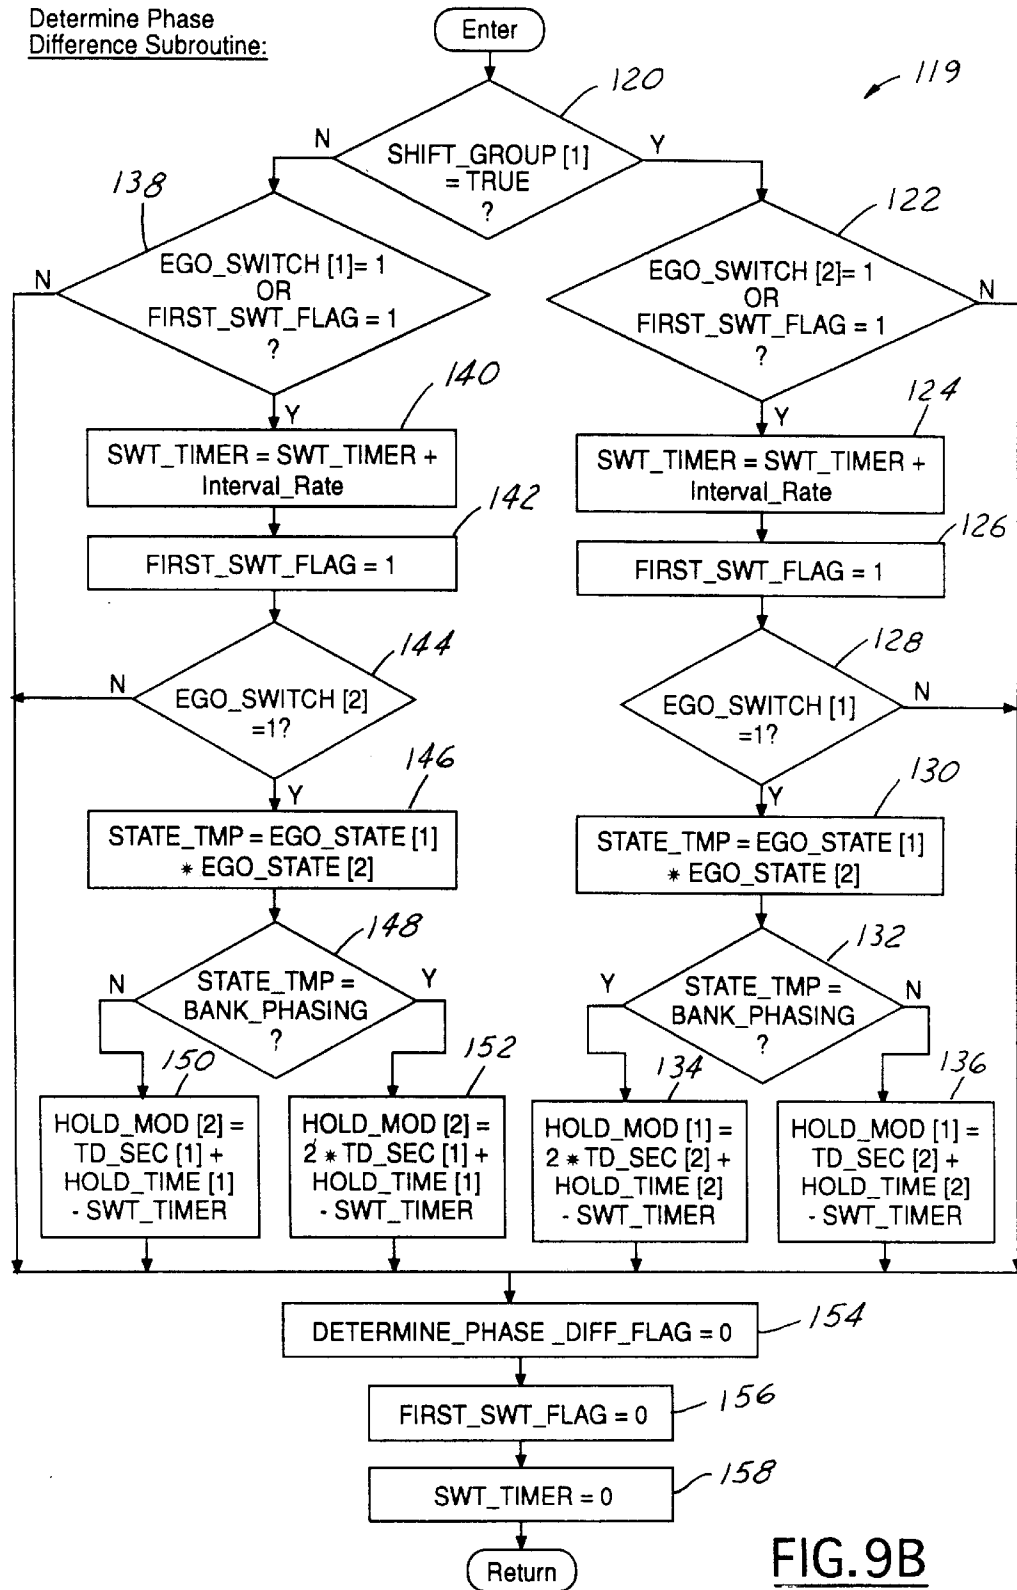 Determine Phase
Difference Subroutine:
Enter
119
120
SHIFT_GROUP [1]
= TRUE
?
N
Y
138
EGO_SWITCH [1]= 1
OR
FIRST_SWT_FLAG = 1
?
N
Y
122
EGO_SWITCH [2]= 1
OR
FIRST_SWT_FLAG = 1
?
N
Y
140
SWT_TIMER = SWT_TIMER +
Interval_Rate
124
SWT_TIMER = SWT_TIMER +
Interval_Rate
142
FIRST_SWT_FLAG = 1
126
FIRST_SWT_FLAG = 1
144
EGO_SWITCH [2]
=1?
N
Y
128
EGO_SWITCH [1]
=1?
N
Y
146
STATE_TMP = EGO_STATE [1]
* EGO_STATE [2]
130
STATE_TMP = EGO_STATE [1]
* EGO_STATE [2]
148
STATE_TMP =
BANK_PHASING
?
N
Y
132
STATE_TMP =
BANK_PHASING
?
Y
N
150
HOLD_MOD [2] =
TD_SEC [1] +
HOLD_TIME [1]
- SWT_TIMER
152
HOLD_MOD [2] =
2 * TD_SEC [1] +
HOLD_TIME [1]
- SWT_TIMER
134
HOLD_MOD [1] =
2 * TD_SEC [2] +
HOLD_TIME [2]
- SWT_TIMER
136
HOLD_MOD [1] =
TD_SEC [2] +
HOLD_TIME [2]
- SWT_TIMER
DETERMINE_PHASE _DIFF_FLAG = 0
154
FIRST_SWT_FLAG = 0
156
SWT_TIMER = 0
158
Return
FIG.9B